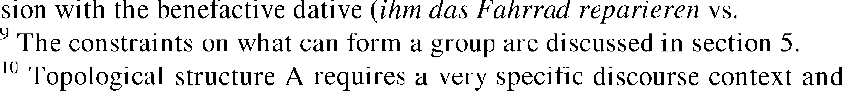 sion with the benefactive dative (ihm das Fahrrad reparieren vs.
9 The constraints on what can form a group are discussed in section 5.
10 Topological structure A requires a very specific discourse context and